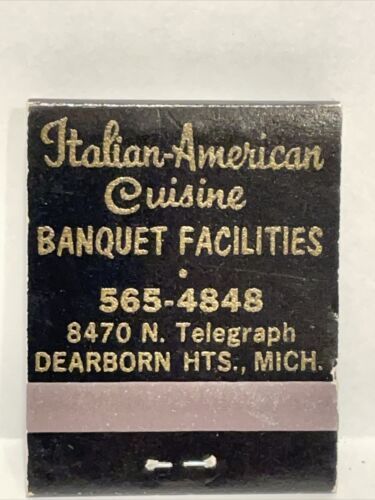 Italian-American
Cuisine
BANQUET FACILITIES
•
565-4848
8470 N. Telegraph
DEARBORN HTS., MICH.